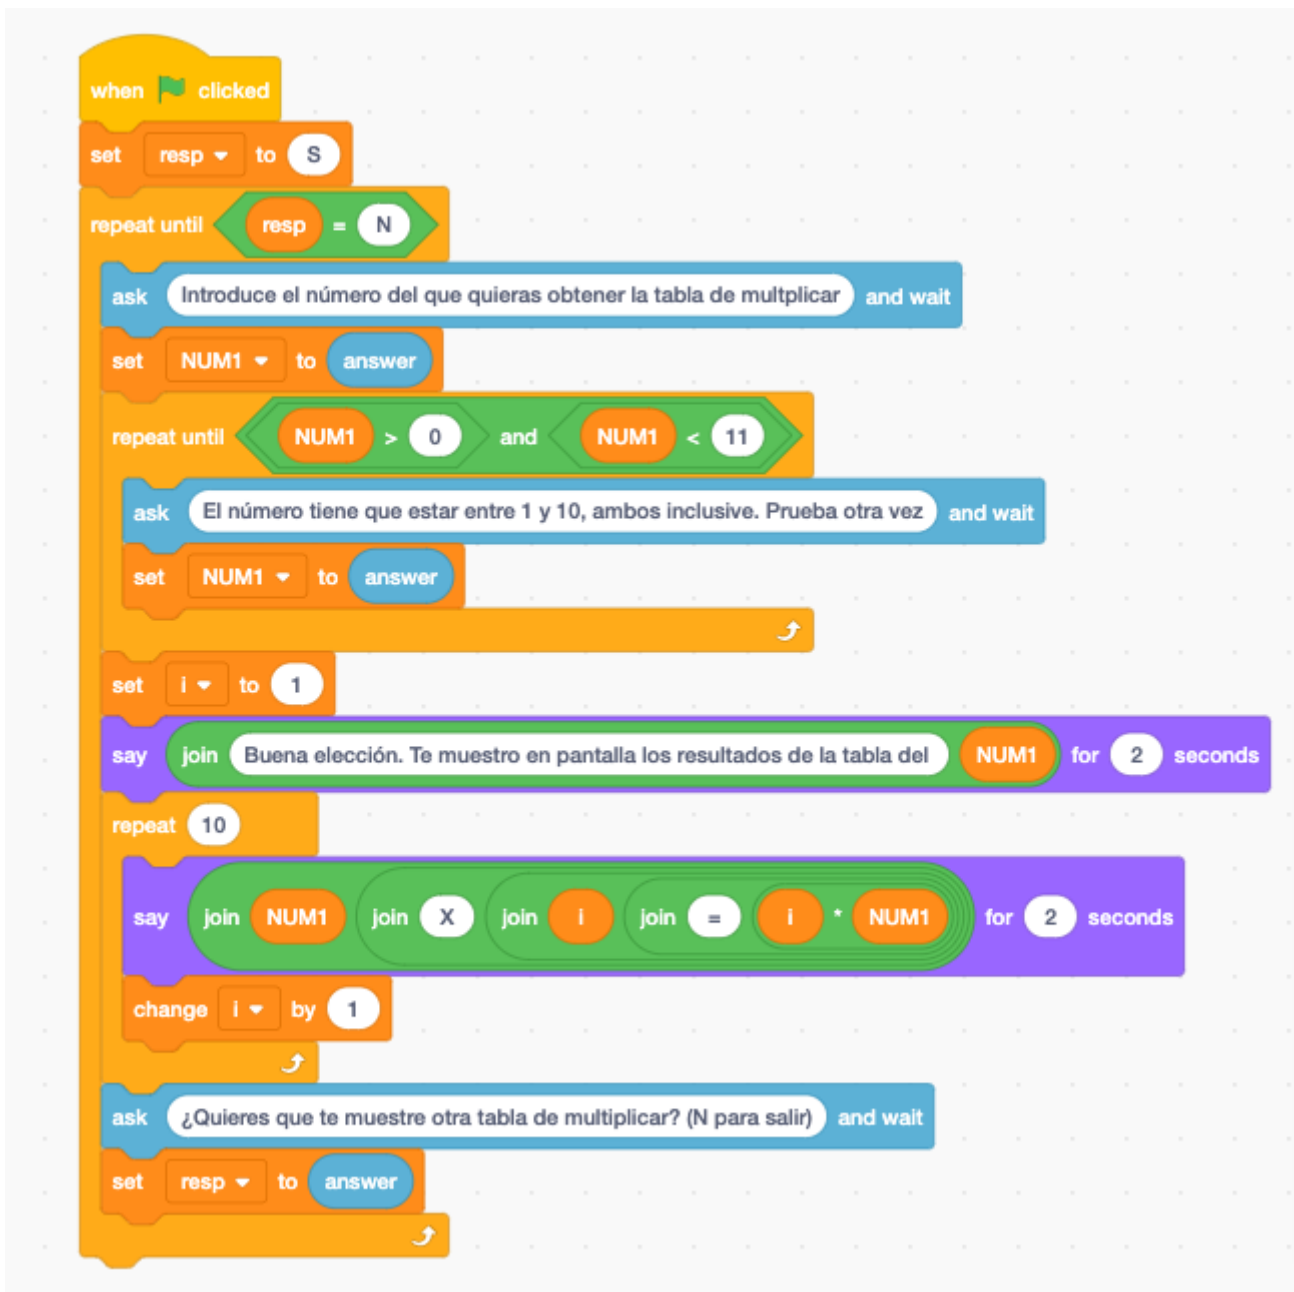 when clicked
set resp to S
repeat until resp = N
ask Introduce el número del que quieras obtener la tabla de multplicar and wait
set NUM1 to answer
repeat until NUM1 > 0 and NUM1 < 11
ask El número tiene que estar entre 1 y 10, ambos inclusive. Prueba otra vez and wait
set NUM1 to answer
set i to 1
say join Buena elección. Te muestro en pantalla los resultados de la tabla del NUM1 for 2 seconds
repeat 10
say join NUM1 join X join i join = i * NUM1 for 2 seconds
change i by 1
ask ¿Quieres que te muestre otra tabla de multiplicar? (N para salir) and wait
set resp to answer